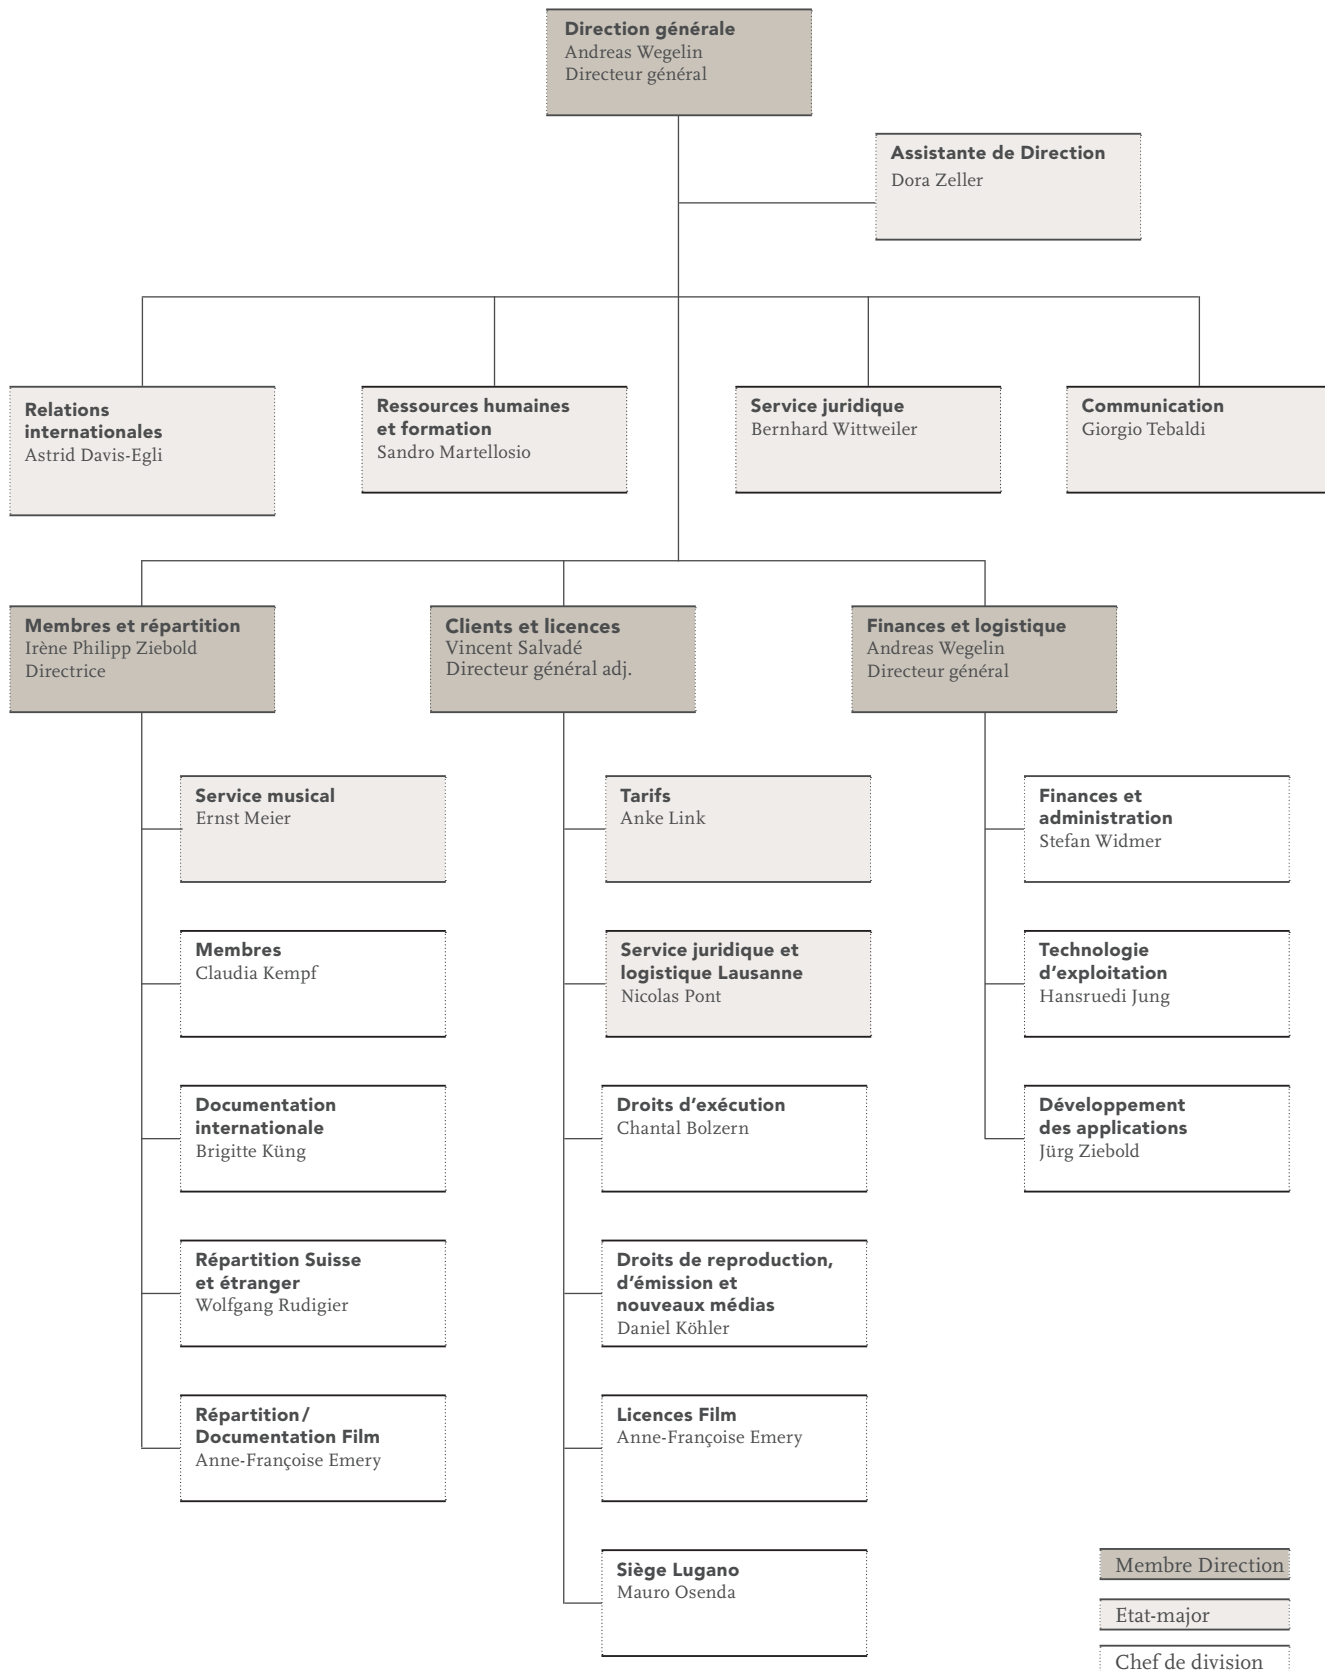 Direction générale
Andreas Wegelin
Directeur général
Assistante de Direction
Dora Zeller
Relations
internationales
Astrid Davis-Egli
Ressources humaines
et formation
Sandro Martellosio
Service juridique
Bernhard Wittweiler
Communication
Giorgio Tebaldi
Membres et répartition
Irène Philipp Ziebold
Directrice
Clients et licences
Vincent Salvadé
Directeur général adj.
Finances et logistique
Andreas Wegelin
Directeur général
Service musical
Ernst Meier
Membres
Claudia Kempf
Documentation
internationale
Brigitte Küng
Répartition Suisse
et étranger
Wolfgang Rudigier
Répartition/
Documentation Film
Anne-Françoise Emery
Tarifs
Anke Link
Service juridique et
logistique Lausanne
Nicolas Pont
Droits d’exécution
Chantal Bolzern
Droits de reproduction,
d’émission et
nouveaux médias
Daniel Köhler
Licences Film
Anne-Françoise Emery
Siège Lugano
Mauro Osenda
Finances et
administration
Stefan Widmer
Technologie
d’exploitation
Hansruedi Jung
Développement
des applications
Jürg Ziebold
Membre Direction
Etat-major
Chef de division